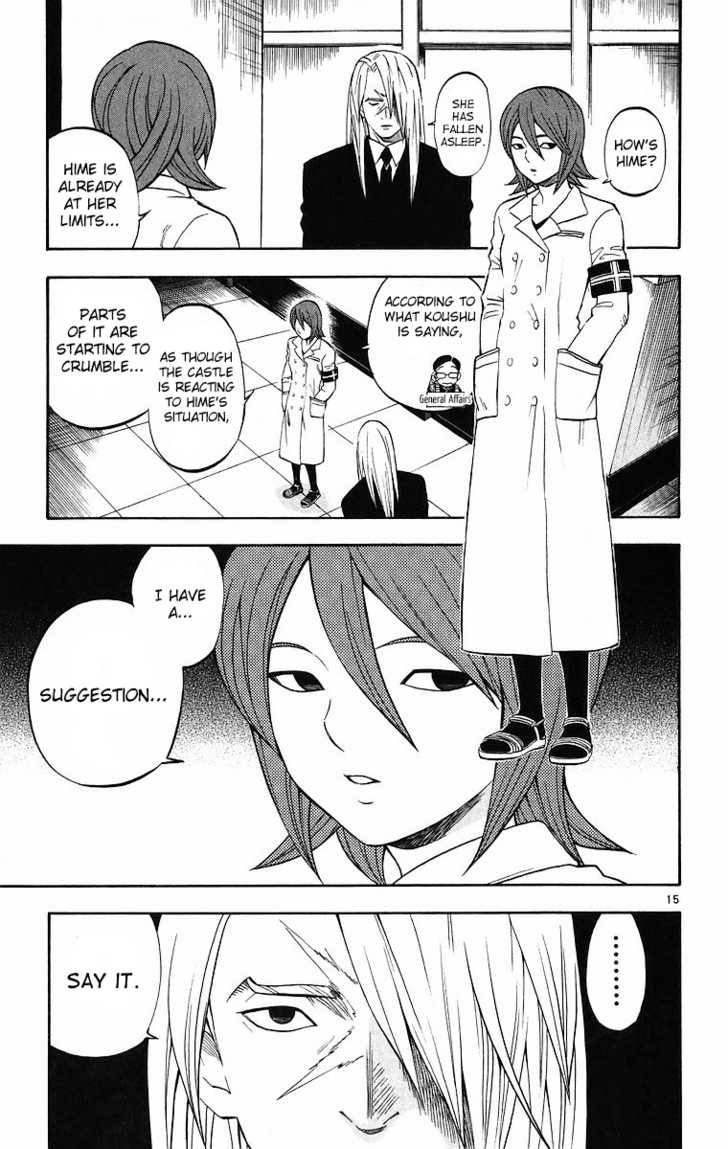 HOW'S
HIME?
SHE
HAS
FALLEN
ASLEEP.
HIME IS
ALREADY
AT HER
LIMITS...
ACCORDING
TO WHAT
KOUSHU
IS SAYING,
General Affairs
AS THOUGH
THE CASTLE
IS REACTING
TO HIME'S
SITUATION,
PARTS
OF IT ARE
STARTING TO
CRUMBLE...
I HAVE
A...
SUGGESTION...
15
........
SAY IT.